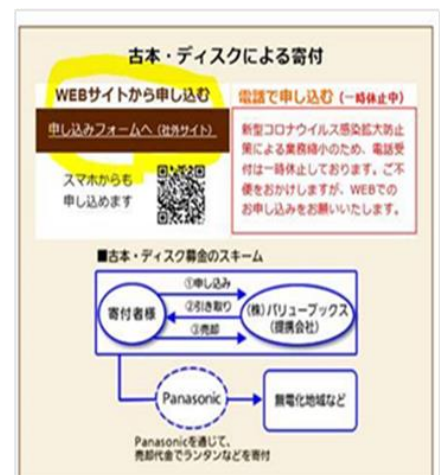 古本・ディスクによる寄付
WEBサイトから申し込む
申し込みフォームへ (社外サイト)
スマホからも
申し込めます
電話で申し込む (一時休止中)
新型コロナウイルス感染拡大防止
策による業務縮小のため、電話受
付は一時休止しております。ご不
便をおかけしますが、WEBでの
お申し込みをお願いいたします。
■古本・ディスク募金のスキーム
①申し込み
寄付者様
②引き取り
(株)バリューブックス
(提携会社)
③売却
Panasonic
無電化地域など
Panasonicを通じて、
売却代金でランタンなどを寄付